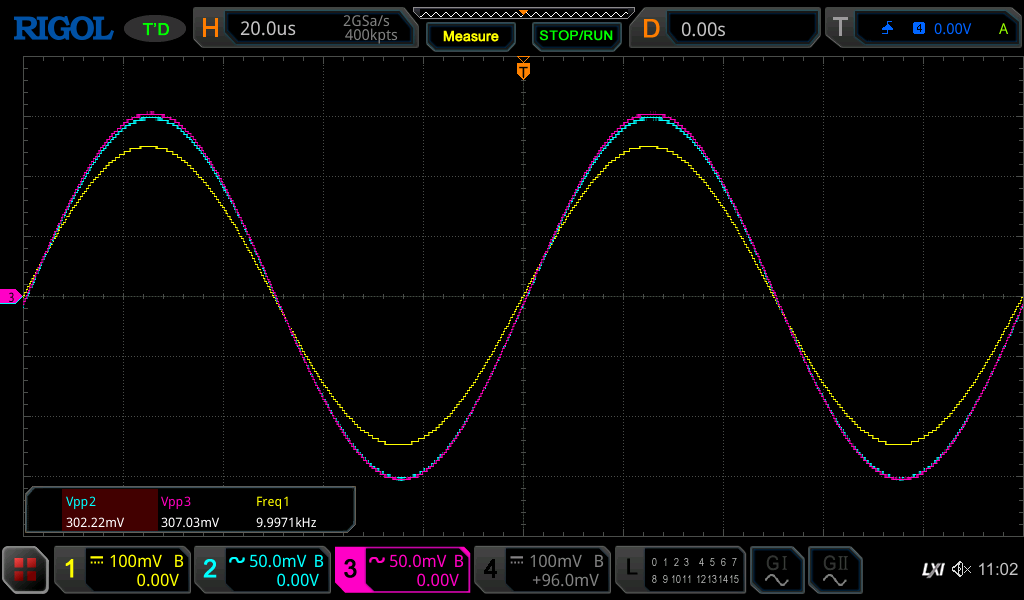 RIGOL T'D H 20.0us 2GSa/s 400kpts Measure STOP/RUN D 0.00s T 4 0.00V A
T
3
Vpp2 Vpp3 Freq1
302.22mV 307.03mV 9.9971kHz
1 100mV B 0.00V
2 50.0mV B 0.00V
3 50.0mV B 0.00V
4 100mV B +96.0mV
L 0 1 2 3 4 5 6 7
8 9 10 11 12 13 14 15
GI
GII
LXI 11:02